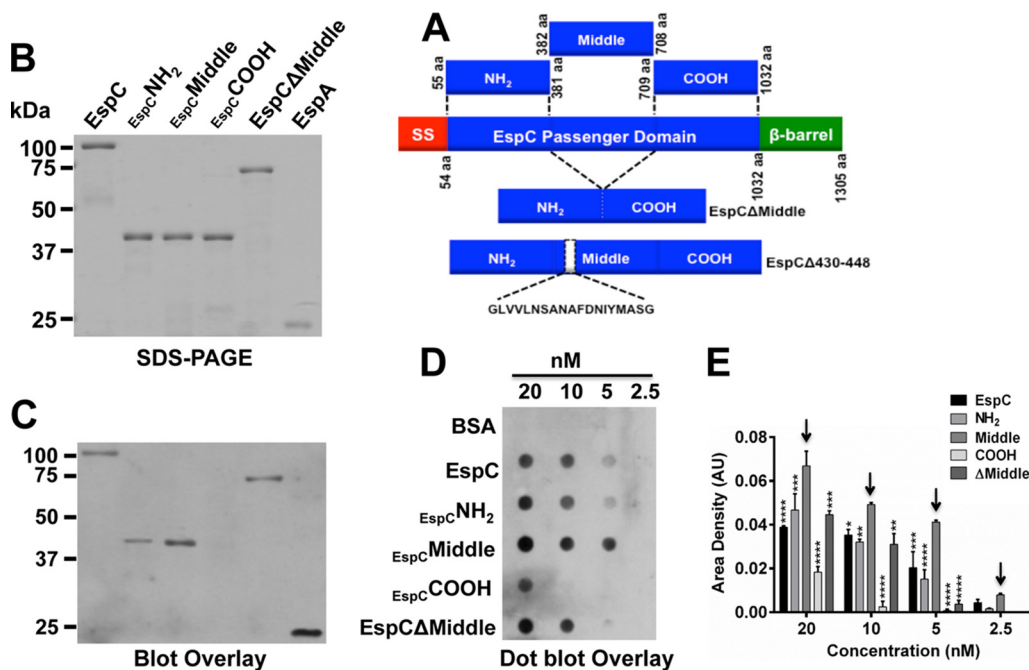 A
382 aa
Middle
708 aa
55 aa
NH2
381 aa
709 aa
COOH
1032 aa
SS
EspC Passenger Domain
β-barrel
54 aa
1032 aa
1305 aa
NH2
COOH
EspCΔMiddle
NH2
Middle
COOH
EspCΔ430-448
GLVVLNSANAFDNIYMASG
B
kDa
EspC
EspCNH2
EspCMiddle
EspCCOOH
EspCΔMiddle
EspA
100
75
50
37
25
SDS-PAGE
C
100
75
50
37
25
Blot Overlay
D
nM
20 10 5 2.5
BSA
EspC
EspCNH2
EspCMiddle
EspCCOOH
EspCΔMiddle
Dot blot Overlay
E
EspC
NH2
Middle
COOH
ΔMiddle
Area Density (AU)
0.08
0.06
0.04
0.02
0.00
**** *** **** *** * ** **** ** *** **** **** ****
20 10 5 2.5
Concentration (nM)